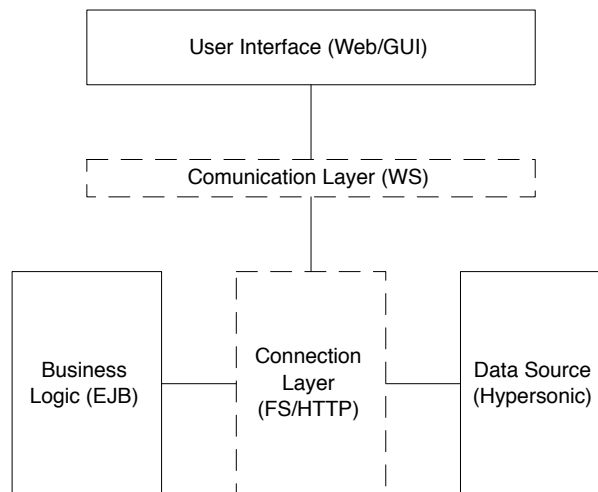 User Interface (Web/GUI)
Comunication Layer (WS)
Business
Logic (EJB)
Connection
Layer
(FS/HTTP)
Data Source
(Hypersonic)